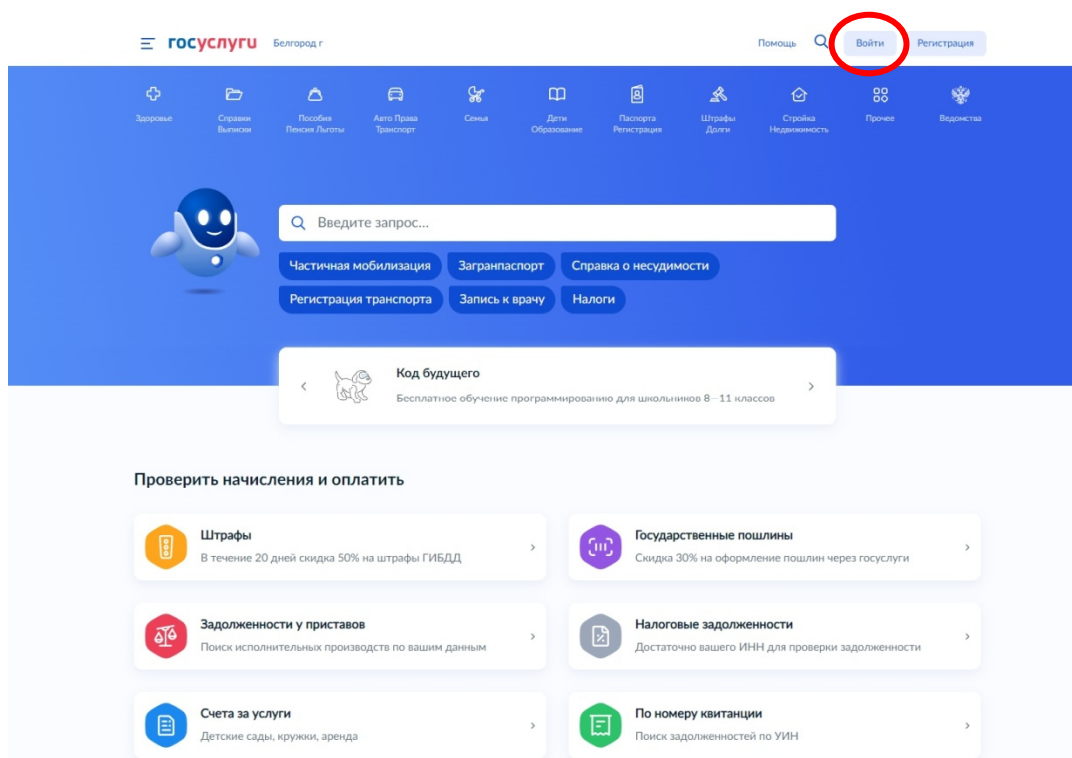 госуслуги Белгород г Помощь Войти Регистрация
Здоровье Справки Пособия Авто Права Семья Дети Паспорта Штрафы Стройка Прочее Ведомства
Выписки Пенсия Льготы Транспорт Образование Регистрация Долги Недвижимость
Введите запрос...
Частичная мобилизация Загранпаспорт Справка о несудимости
Регистрация транспорта Запись к врачу Налоги
Код будущего
Бесплатное обучение программированию для школьников 8–11 классов
Проверить начисления и оплатить
Штрафы Государственные пошлины
В течение 20 дней скидка 50% на штрафы ГИБДД Скидка 30% на оформление пошлин через госуслуги
Задолженности у приставов Налоговые задолженности
Поиск исполнительных производств по вашим данным Достаточно вашего ИНН для проверки задолженности
Счета за услуги По номеру квитанции
Детские сады, кружки, аренда Поиск задолженностей по УИН